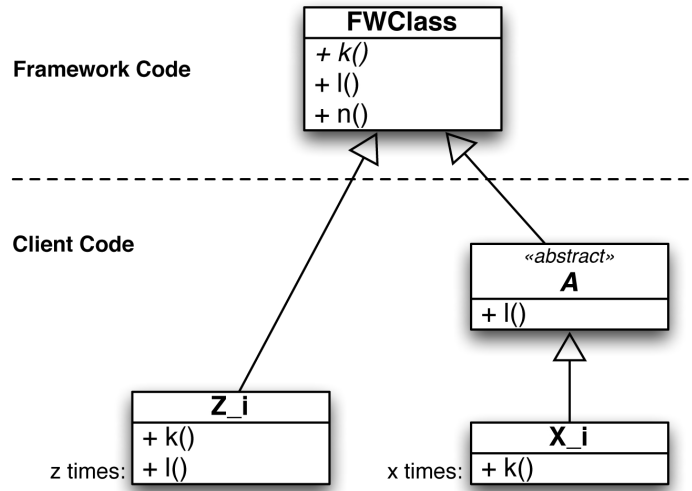 FWClass
+ k()
+ l()
+ n()
Framework Code
Client Code
«abstract»
A
+ l()
Z_i
+ k()
z times: + l()
X_i
x times: + k()